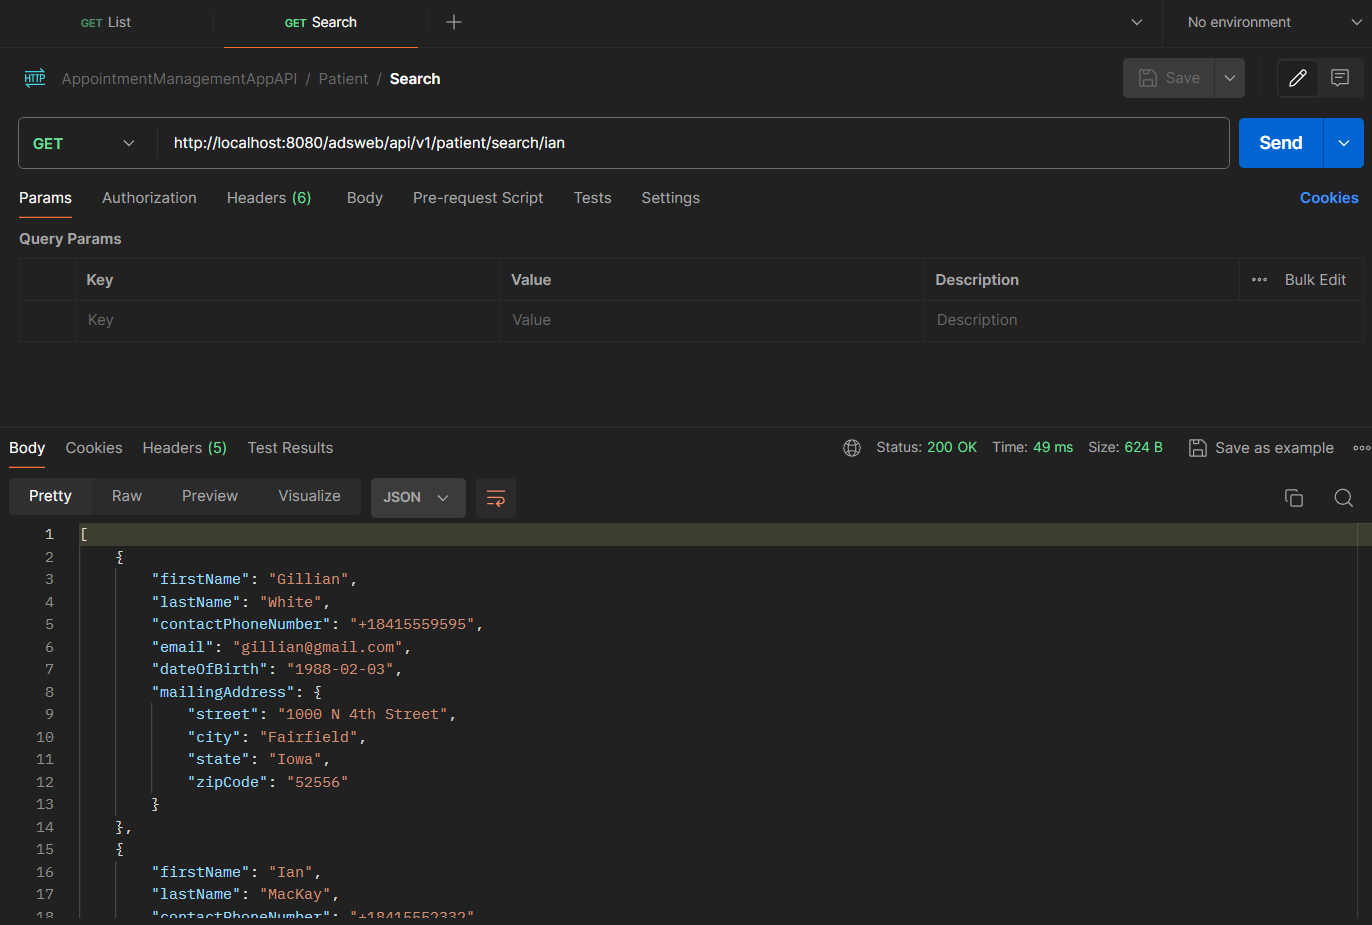 GET List GET Search No environment
HTTP AppointmentManagementAppAPI / Patient / Search Save
GET http://localhost:8080/adsweb/api/v1/patient/search/ian Send
Params Authorization Headers (6) Body Pre-request Script Tests Settings Cookies
Query Params
Key Value Description Bulk Edit
Key Value Description
Body Cookies Headers (5) Test Results Status: 200 OK Time: 49 ms Size: 624 B Save as example
Pretty Raw Preview Visualize JSON
1 [
2 {
3 "firstName": "Gillian",
4 "lastName": "White",
5 "contactPhoneNumber": "+18415559595",
6 "email": "gillian@gmail.com",
7 "dateOfBirth": "1988-02-03",
8 "mailingAddress": {
9 "street": "1000 N 4th Street",
10 "city": "Fairfield",
11 "state": "Iowa",
12 "zipCode": "52556"
13 }
14 },
15 {
16 "firstName": "Ian",
17 "lastName": "MacKay",
18 "contactPhoneNumber": "+18415552332"